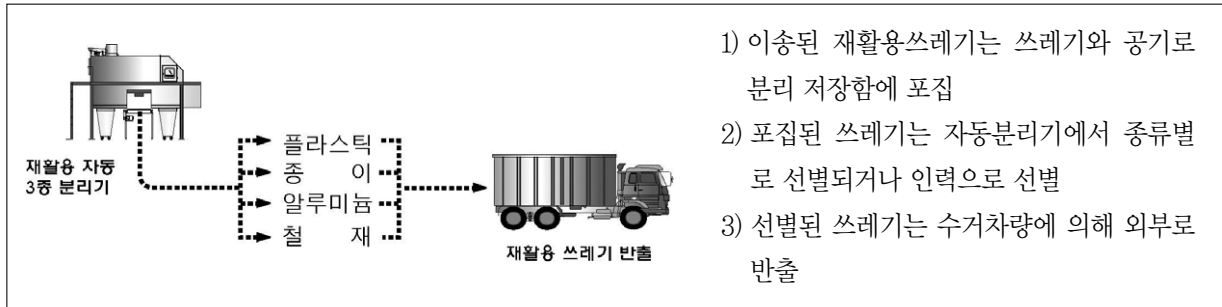 재활용 자동
3종 분리기
플라스틱
종 이
알루미늄
철 재
재활용 쓰레기 반출
1) 이송된 재활용쓰레기는 쓰레기와 공기로
분리 저장함에 포집
2) 포집된 쓰레기는 자동분리기에서 종류별
로 선별되거나 인력으로 선별
3) 선별된 쓰레기는 수거차량에 의해 외부로
반출